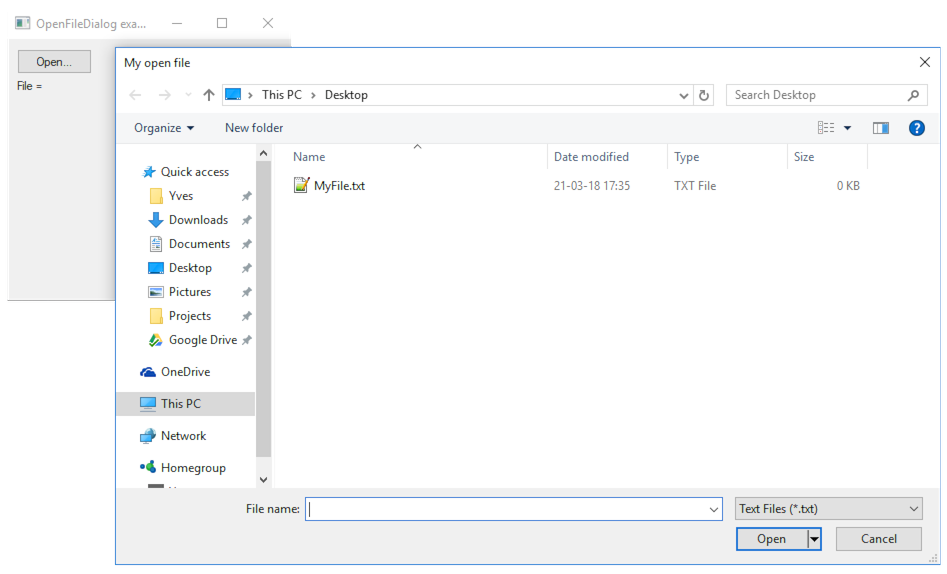 OpenFileDialog exa...
Open...
File =
My open file
This PC
Desktop
Search Desktop
Organize
New folder
?
Name
Date modified
Type
Size
MyFile.txt
21-03-18 17:35
TXT File
0 KB
Quick access
Yves
Downloads
Documents
Desktop
Pictures
Projects
Google Drive
OneDrive
This PC
Network
Homegroup
File name:
Text Files (*.txt)
Open
Cancel